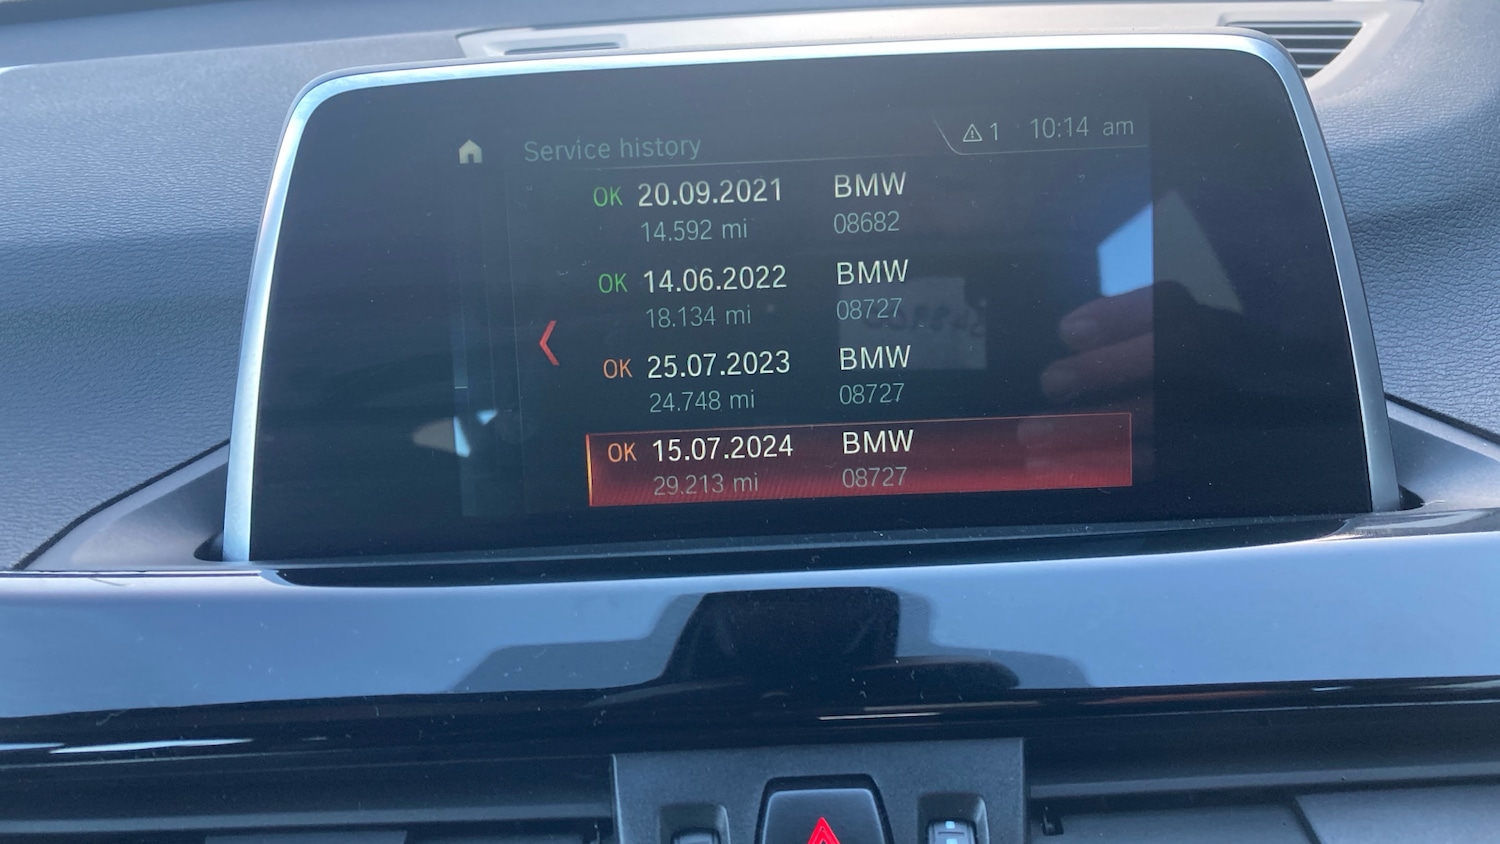 Service history
⚠1 10:14 am
OK 20.09.2021 BMW
14.592 mi 08682
OK 14.06.2022 BMW
18.134 mi 08727
OK 25.07.2023 BMW
24.748 mi 08727
OK 15.07.2024 BMW
29.213 mi 08727